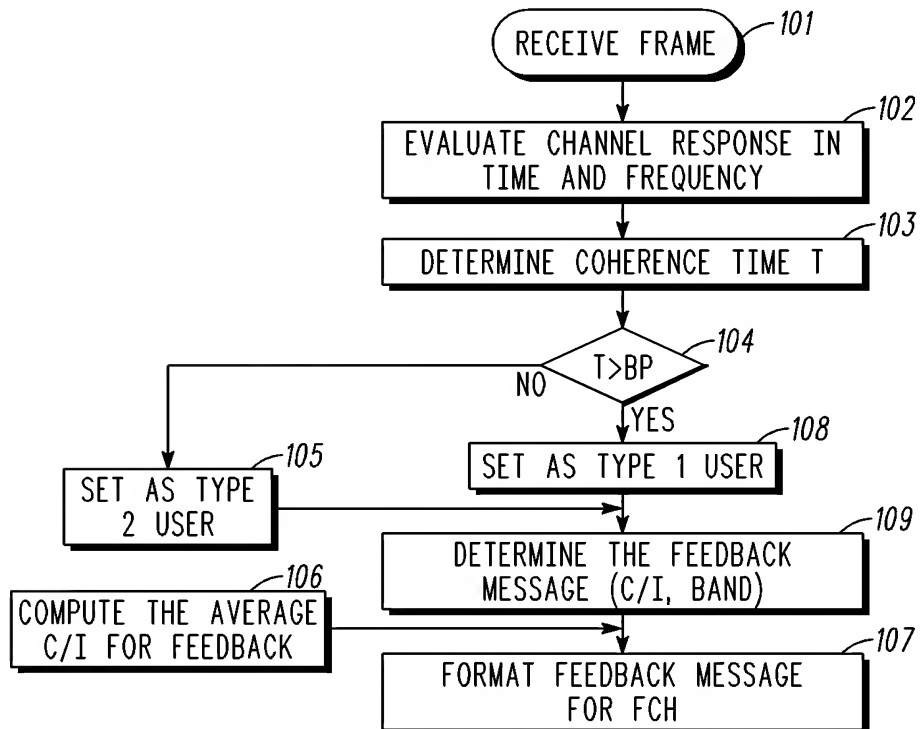 RECEIVE FRAME
101
102
EVALUATE CHANNEL RESPONSE IN
TIME AND FREQUENCY
103
DETERMINE COHERENCE TIME T
104
T>BP
NO
YES
108
SET AS TYPE 1 USER
105
SET AS TYPE
2 USER
109
DETERMINE THE FEEDBACK
MESSAGE (C/I, BAND)
106
COMPUTE THE AVERAGE
C/I FOR FEEDBACK
107
FORMAT FEEDBACK MESSAGE
FOR FCH